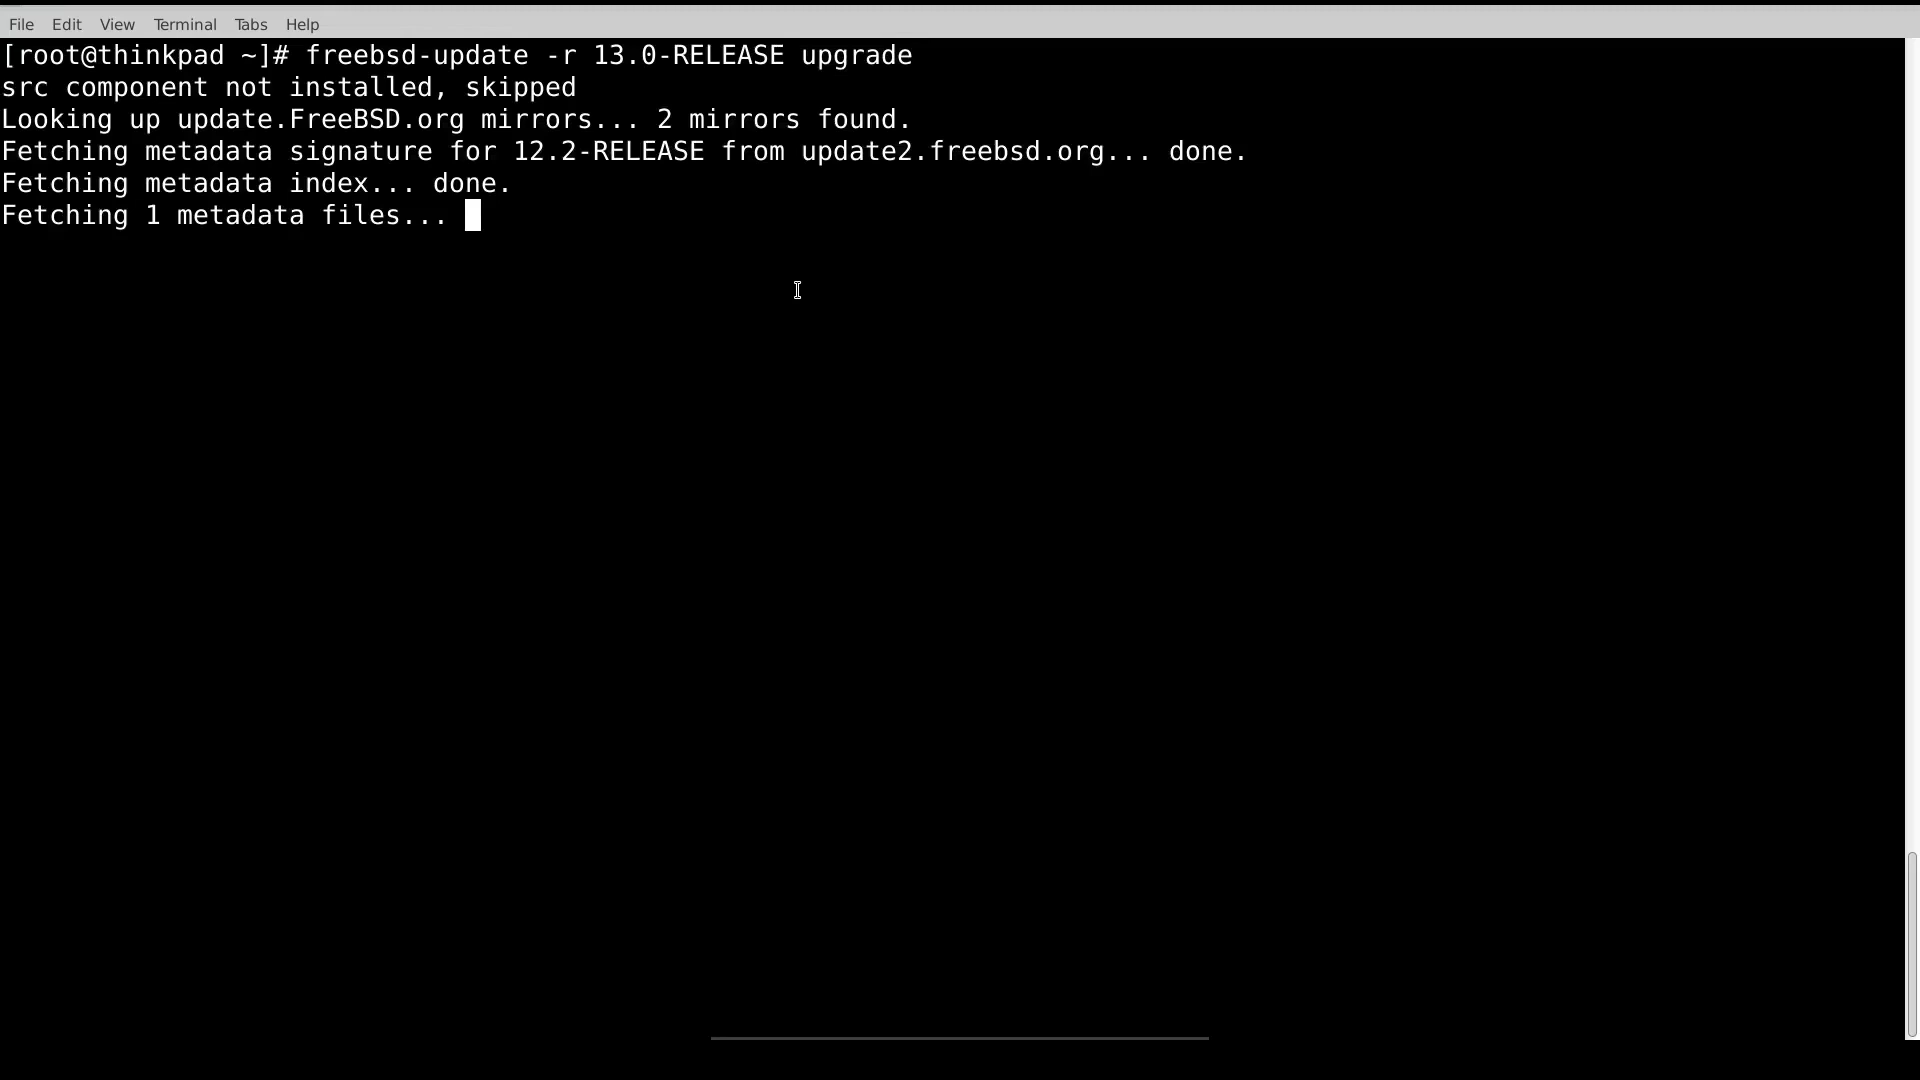 File Edit View Terminal Tabs Help
[root@thinkpad ~]# freebsd-update -r 13.0-RELEASE upgrade
src component not installed, skipped
Looking up update.FreeBSD.org mirrors... 2 mirrors found.
Fetching metadata signature for 12.2-RELEASE from update2.freebsd.org... done.
Fetching metadata index... done.
Fetching 1 metadata files...